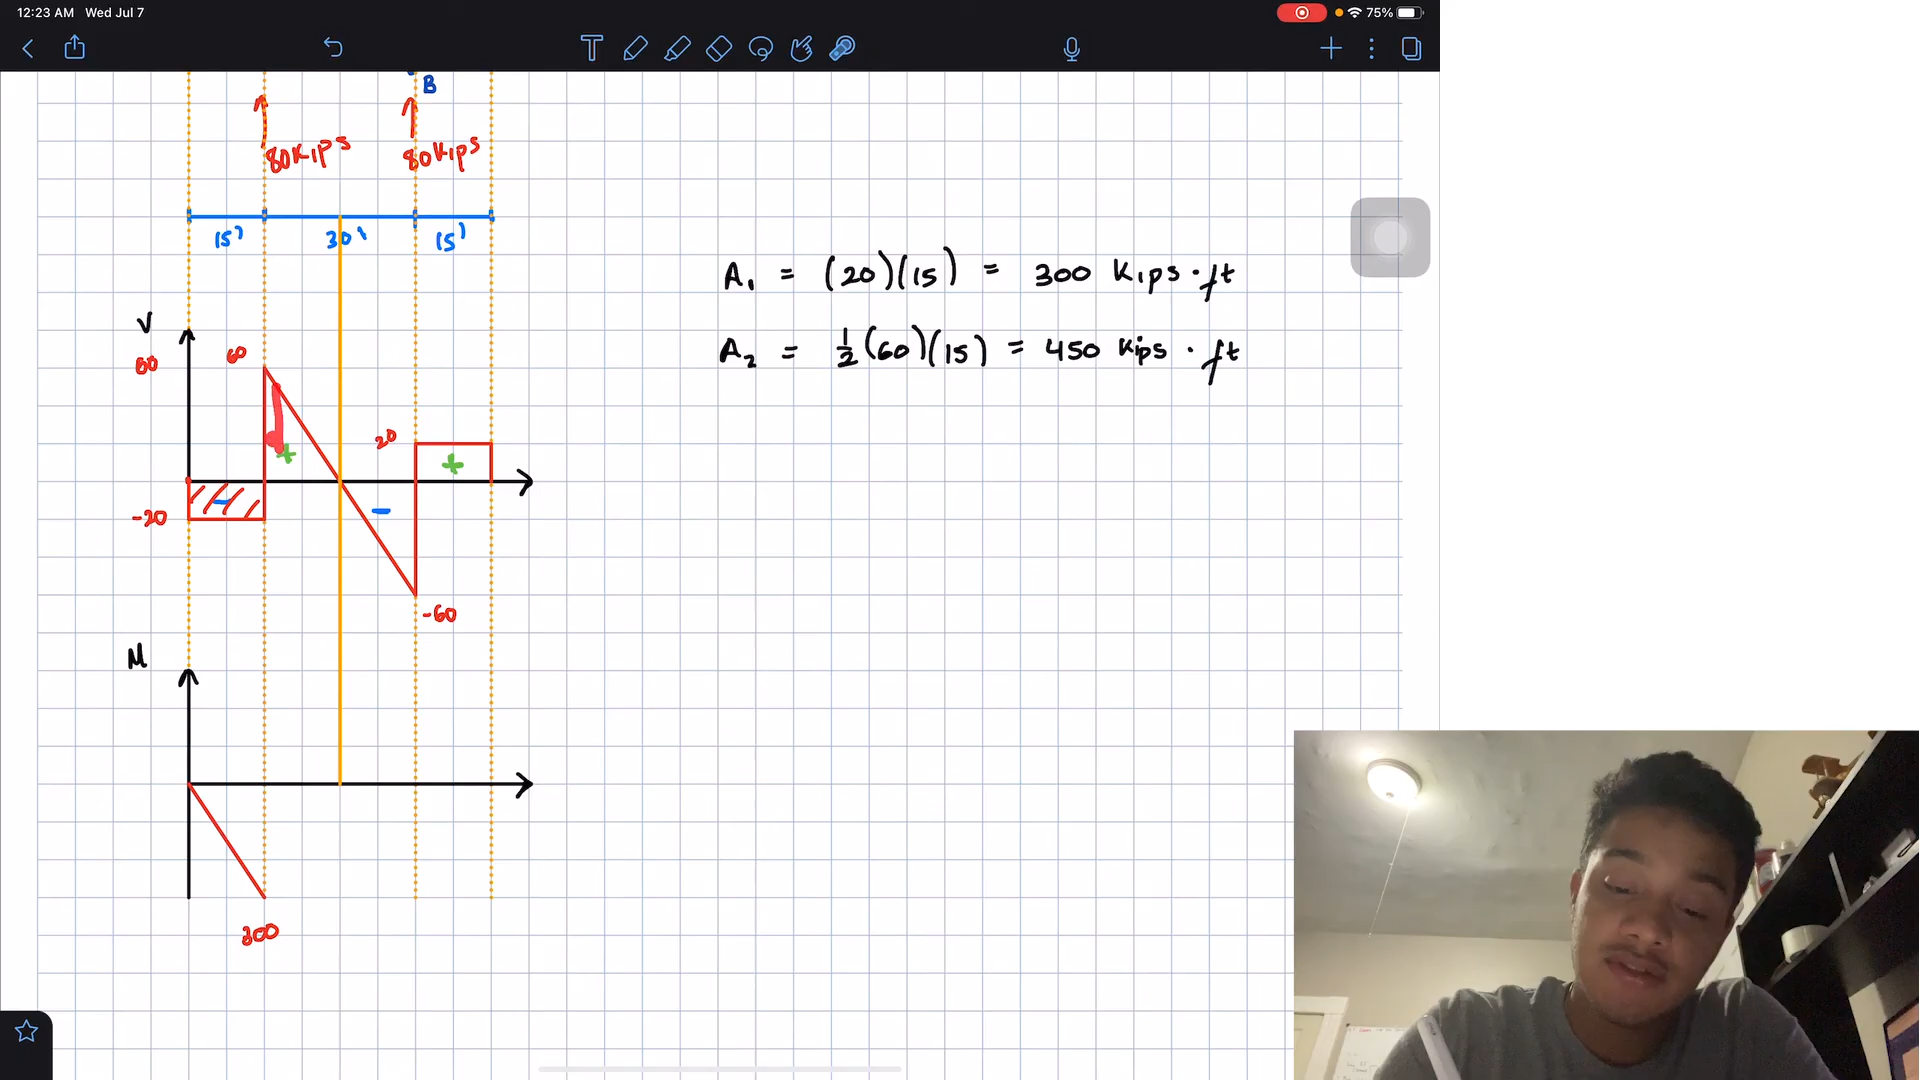 12:23 AM Wed Jul 7
75%
B
80Kips 80Kips
15' 30' 15'
A₁ = (20)(15) = 300 Kips·ft
V
80 60
A₂ = ½(60)(15) = 450 Kips·ft
+ 20 +
-
-20
-
-60
M
300